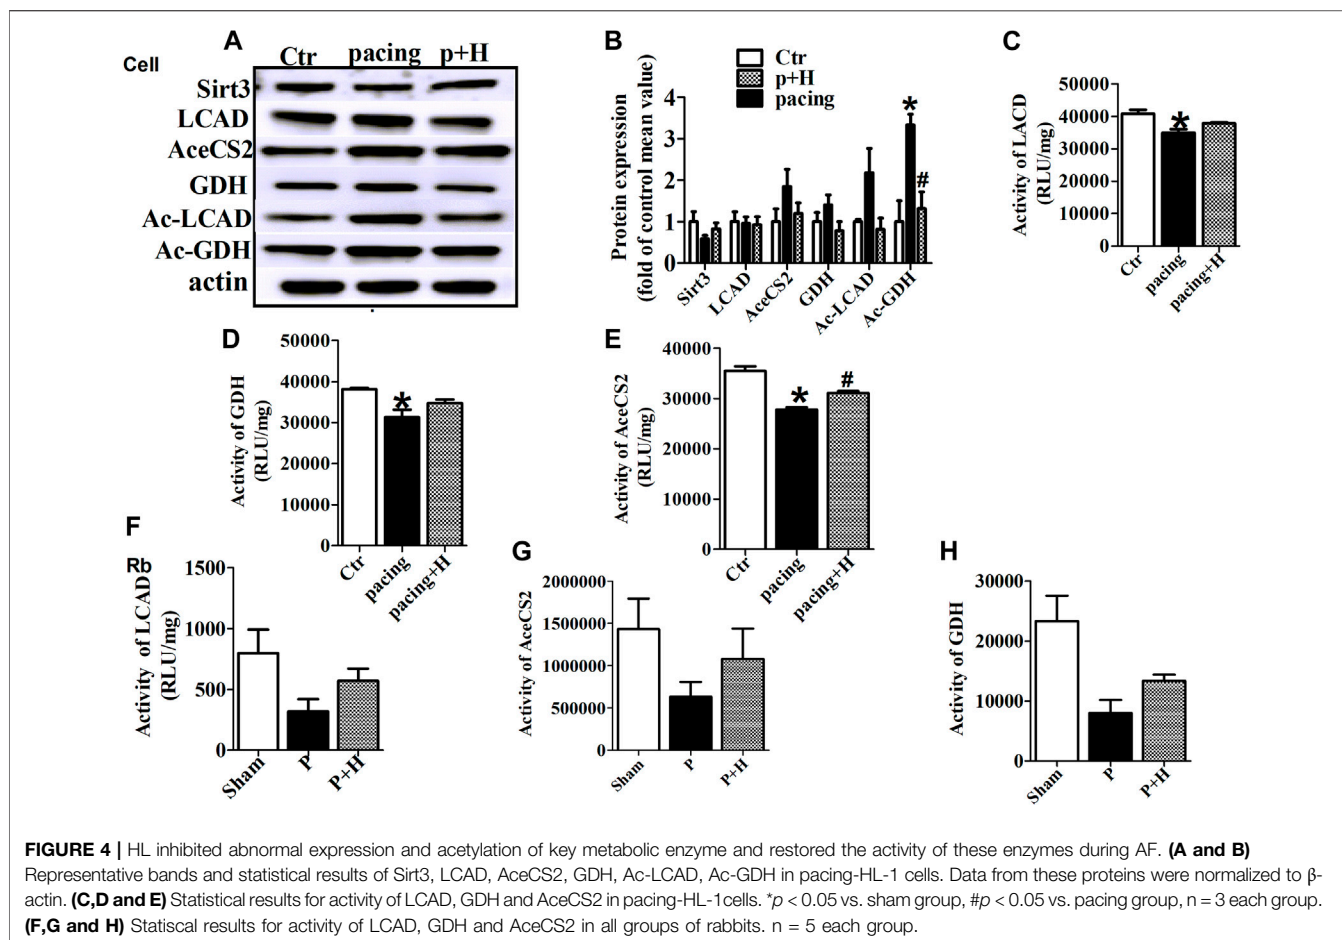 A
Ctr pacing p+H
Cell
Sirt3
LCAD
AceCS2
GDH
Ac-LCAD
Ac-GDH
actin
B
Ctr
p+H
pacing
Protein expression
(fold of control mean value)
4
3
2
1
0
*
#
Sirt3
LCAD
AceCS2
GDH
Ac-LCAD
Ac-GDH
C
Activity of LACD
(RLU/mg)
50000
40000
30000
20000
10000
0
*
Ctr
pacing
pacing+H
D
Activity of GDH
(RLU/mg)
50000
40000
30000
20000
10000
0
*
Ctr
pacing
pacing+H
E
Activity of AceCS2
(RLU/mg)
40000
30000
20000
10000
0
*
#
Ctr
pacing
pacing+H
F
Rb
Activity of LCAD
(RLU/mg)
1500
1000
500
0
Sham
P
P+H
G
Activity of AceCS2
2000000
1500000
1000000
500000
0
Sham
P
P+H
H
Activity of GDH
30000
20000
10000
0
Sham
P
P+H
FIGURE 4 | HL inhibited abnormal expression and acetylation of key metabolic enzyme and restored the activity of these enzymes during AF. (A and B)
Representative bands and statistical results of Sirt3, LCAD, AceCS2, GDH, Ac-LCAD, Ac-GDH in pacing-HL-1 cells. Data from these proteins were normalized to β-
actin. (C,D and E) Statistical results for activity of LCAD, GDH and AceCS2 in pacing-HL-1cells. *p < 0.05 vs. sham group, #p < 0.05 vs. pacing group, n = 3 each group.
(F,G and H) Statiscal results for activity of LCAD, GDH and AceCS2 in all groups of rabbits. n = 5 each group.